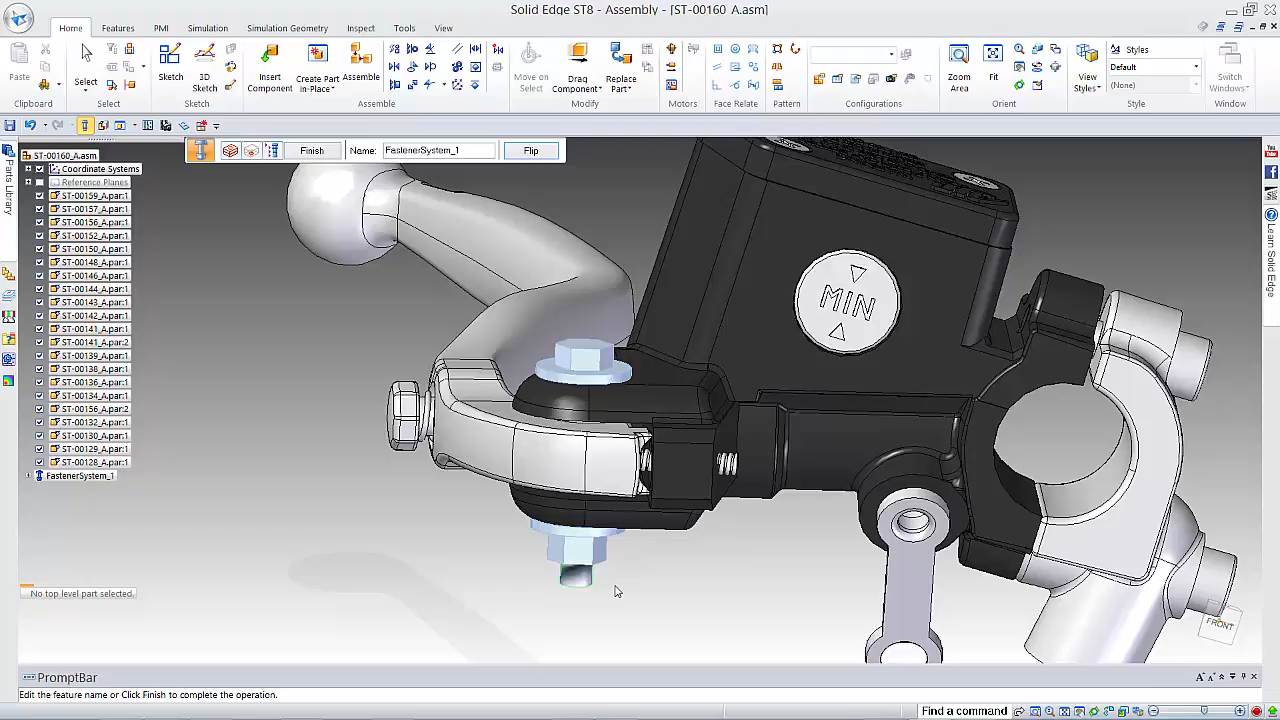 Solid Edge ST8 - Assembly - [ST-00160_A.asm]
Home Features PMI Simulation Simulation Geometry Inspect Tools View
Paste
Select
Sketch
3D Sketch
Insert Component
Create Part In-Place
Assemble
Move on Select
Drag Component
Replace Part
Zoom Area
Fit
View Styles
Styles
Default
(None)
Switch Windows
Clipboard Select Sketch Assemble Modify Motors Face Relate Pattern Configurations Orient Style Window
Finish Name: FastenerSystem_1 Flip
Parts Library
ST-00160_A.asm
Coordinate Systems
Reference Planes
ST-00159_A.par:1
ST-00157_A.par:1
ST-00156_A.par:1
ST-00152_A.par:1
ST-00150_A.par:1
ST-00148_A.par:1
ST-00146_A.par:1
ST-00144_A.par:1
ST-00143_A.par:1
ST-00142_A.par:1
ST-00141_A.par:1
ST-00141_A.par:2
ST-00139_A.par:1
ST-00138_A.par:1
ST-00136_A.par:1
ST-00134_A.par:1
ST-00156_A.par:2
ST-00132_A.par:1
ST-00130_A.par:1
ST-00129_A.par:1
ST-00128_A.par:1
FastenerSystem_1
No top level part selected.
MIN
FRONT
You Tube
Learn Solid Edge
PromptBar
Edit the feature name or Click Finish to complete the operation.
Find a command